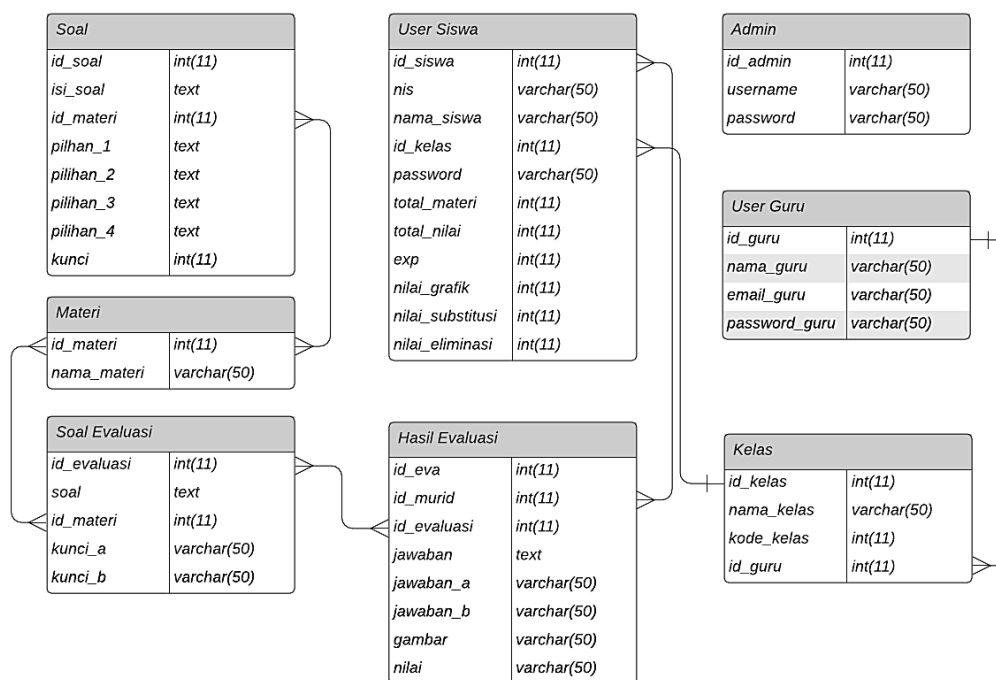 Soal
id_soal int(11)
isi_soal text
id_materi int(11)
pilhan_1 text
pilihan_2 text
pilihan_3 text
pilihan_4 text
kunci int(11)
Materi
id_materi int(11)
nama_materi varchar(50)
Soal Evaluasi
id_evaluasi int(11)
soal text
id_materi int(11)
kunci_a varchar(50)
kunci_b varchar(50)
User Siswa
id_siswa int(11)
nis varchar(50)
nama_siswa varchar(50)
id_kelas int(11)
password varchar(50)
total_materi int(11)
total_nilai int(11)
exp int(11)
nilai_grafik int(11)
nilai_substitusi int(11)
nilai_eliminasi int(11)
Hasil Evaluasi
id_eva int(11)
id_murid int(11)
id_evaluasi int(11)
jawaban text
jawaban_a varchar(50)
jawaban_b varchar(50)
gambar varchar(50)
nilai varchar(50)
Admin
id_admin int(11)
username varchar(50)
password varchar(50)
User Guru
id_guru int(11)
nama_guru varchar(50)
email_guru varchar(50)
password_guru varchar(50)
Kelas
id_kelas int(11)
nama_kelas varchar(50)
kode_kelas int(11)
id_guru int(11)